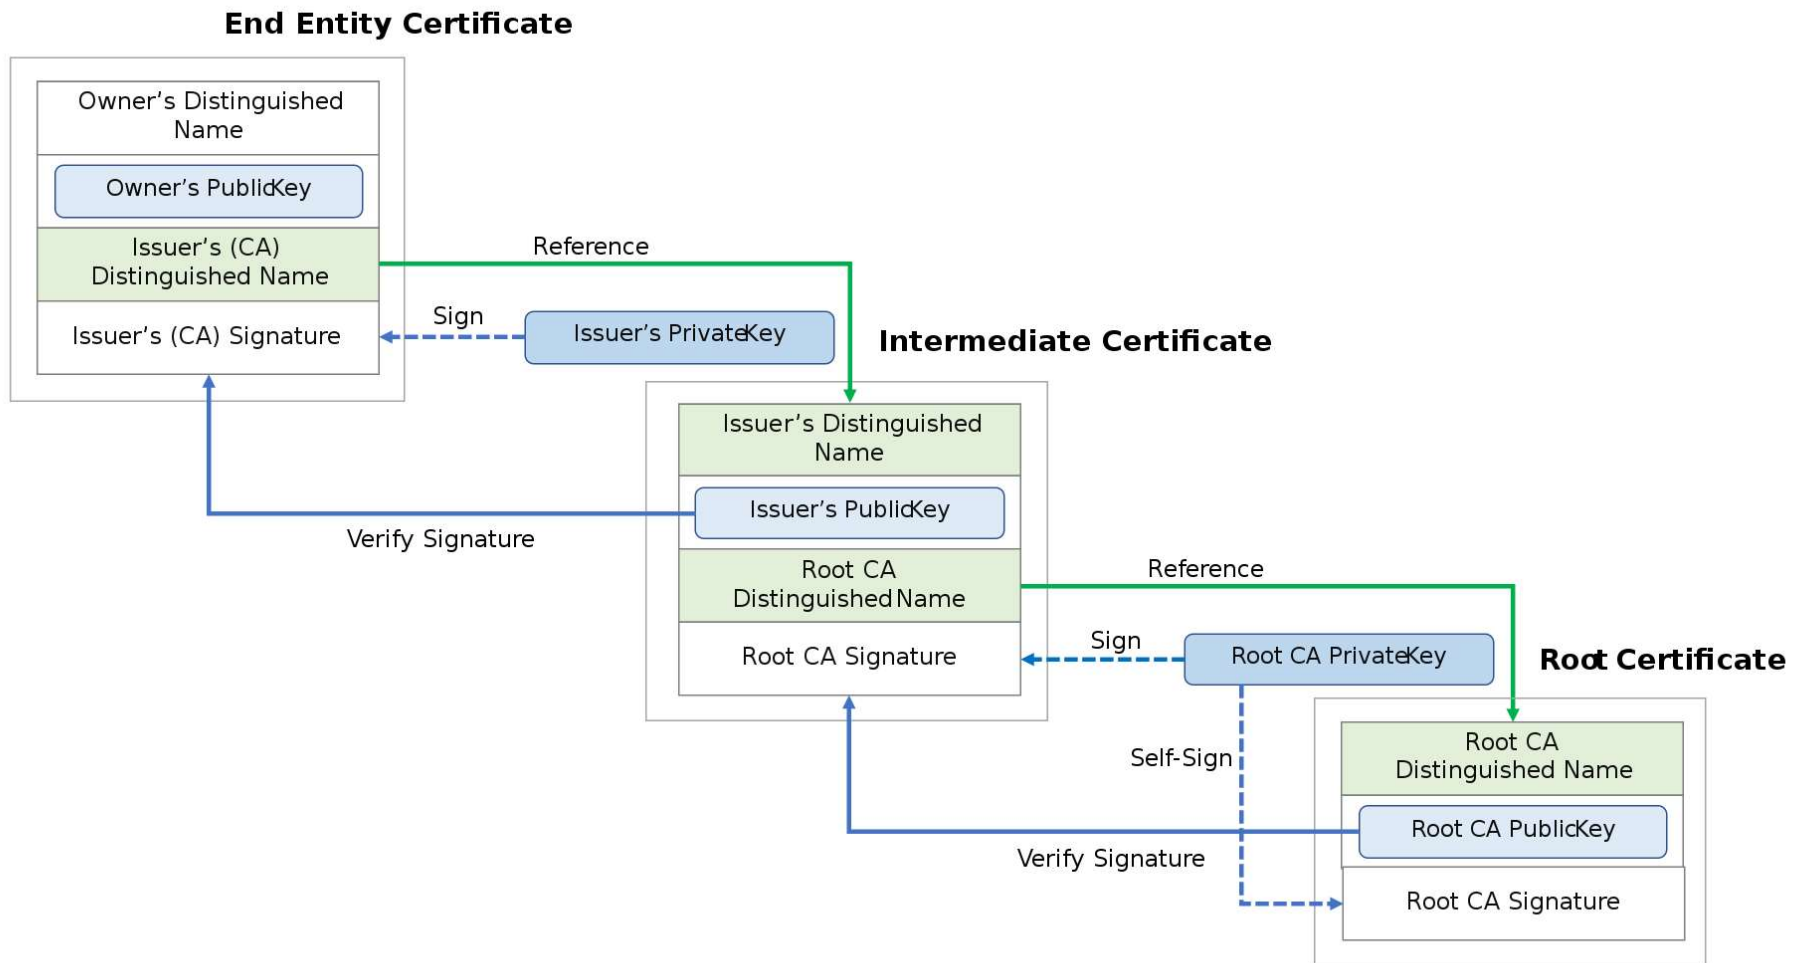 End Entity Certificate
Owner's Distinguished
Name
Owner's PublicKey
Issuer's (CA)
Distinguished Name
Reference
Issuer's (CA) Signature
Sign
Issuer's PrivateKey
Intermediate Certificate
Issuer's Distinguished
Name
Issuer's PublicKey
Verify Signature
Root CA
DistinguishedName
Reference
Root CA Signature
Sign
Root CA PrivateKey
Root Certificate
Root CA
Distinguished Name
Self-Sign
Root CA PublicKey
Verify Signature
Root CA Signature